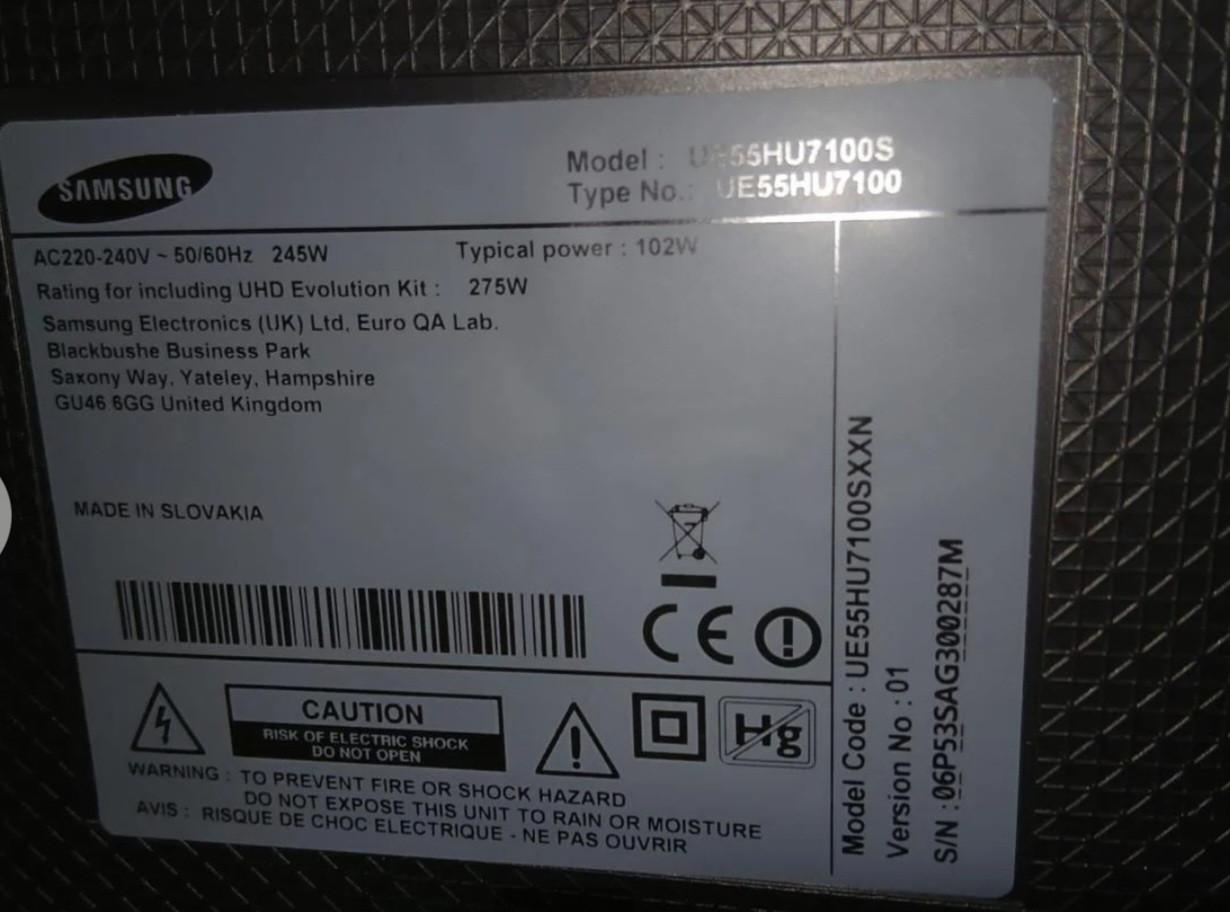 SAMSUNG
Model : UE55HU7100S
Type No.: UE55HU7100
AC220-240V ~ 50/60Hz 245W Typical power : 102W
Rating for including UHD Evolution Kit : 275W
Samsung Electronics (UK) Ltd, Euro QA Lab.
Blackbushe Business Park
Saxony Way, Yateley, Hampshire
GU46 6GG United Kingdom
MADE IN SLOVAKIA
CE
CAUTION
RISK OF ELECTRIC SHOCK
DO NOT OPEN
Hg
WARNING : TO PREVENT FIRE OR SHOCK HAZARD
DO NOT EXPOSE THIS UNIT TO RAIN OR MOISTURE
AVIS : RISQUE DE CHOC ELECTRIQUE - NE PAS OUVRIR
Model Code : UE55HU7100SXXN
Version No : 01
S/N : 06P53SAG300287M